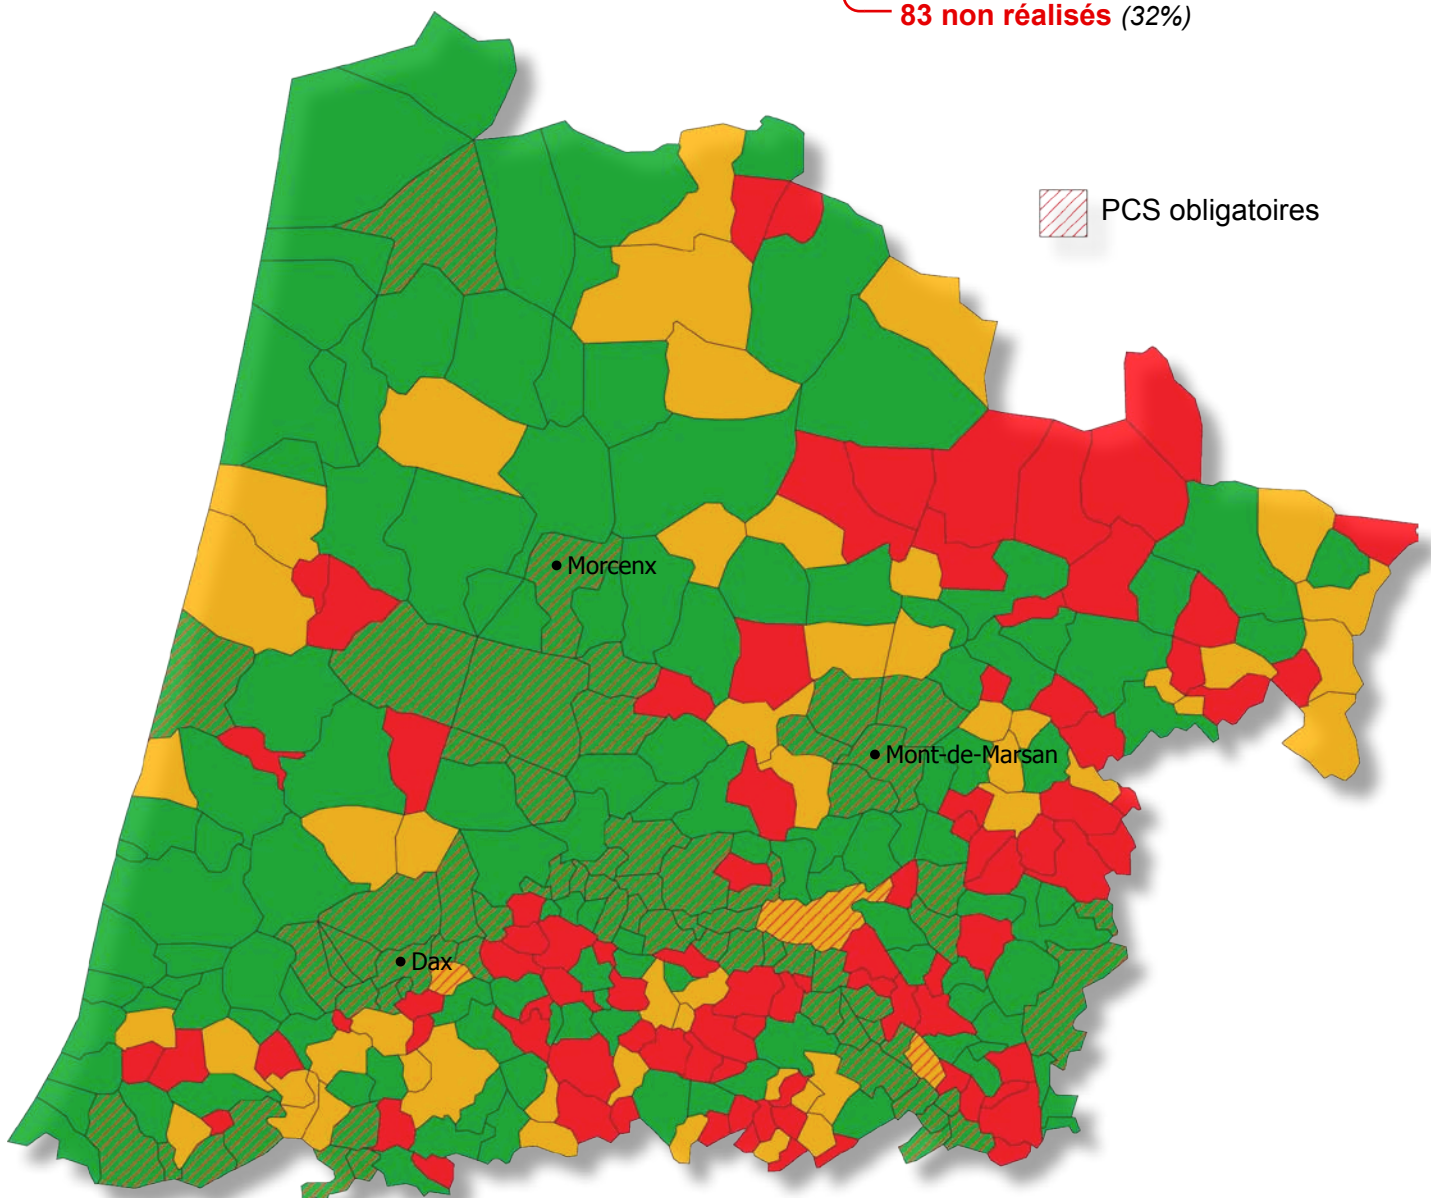 83 non réalisés (32%)
PCS obligatoires
Morcenx
Mont-de-Marsan
Dax